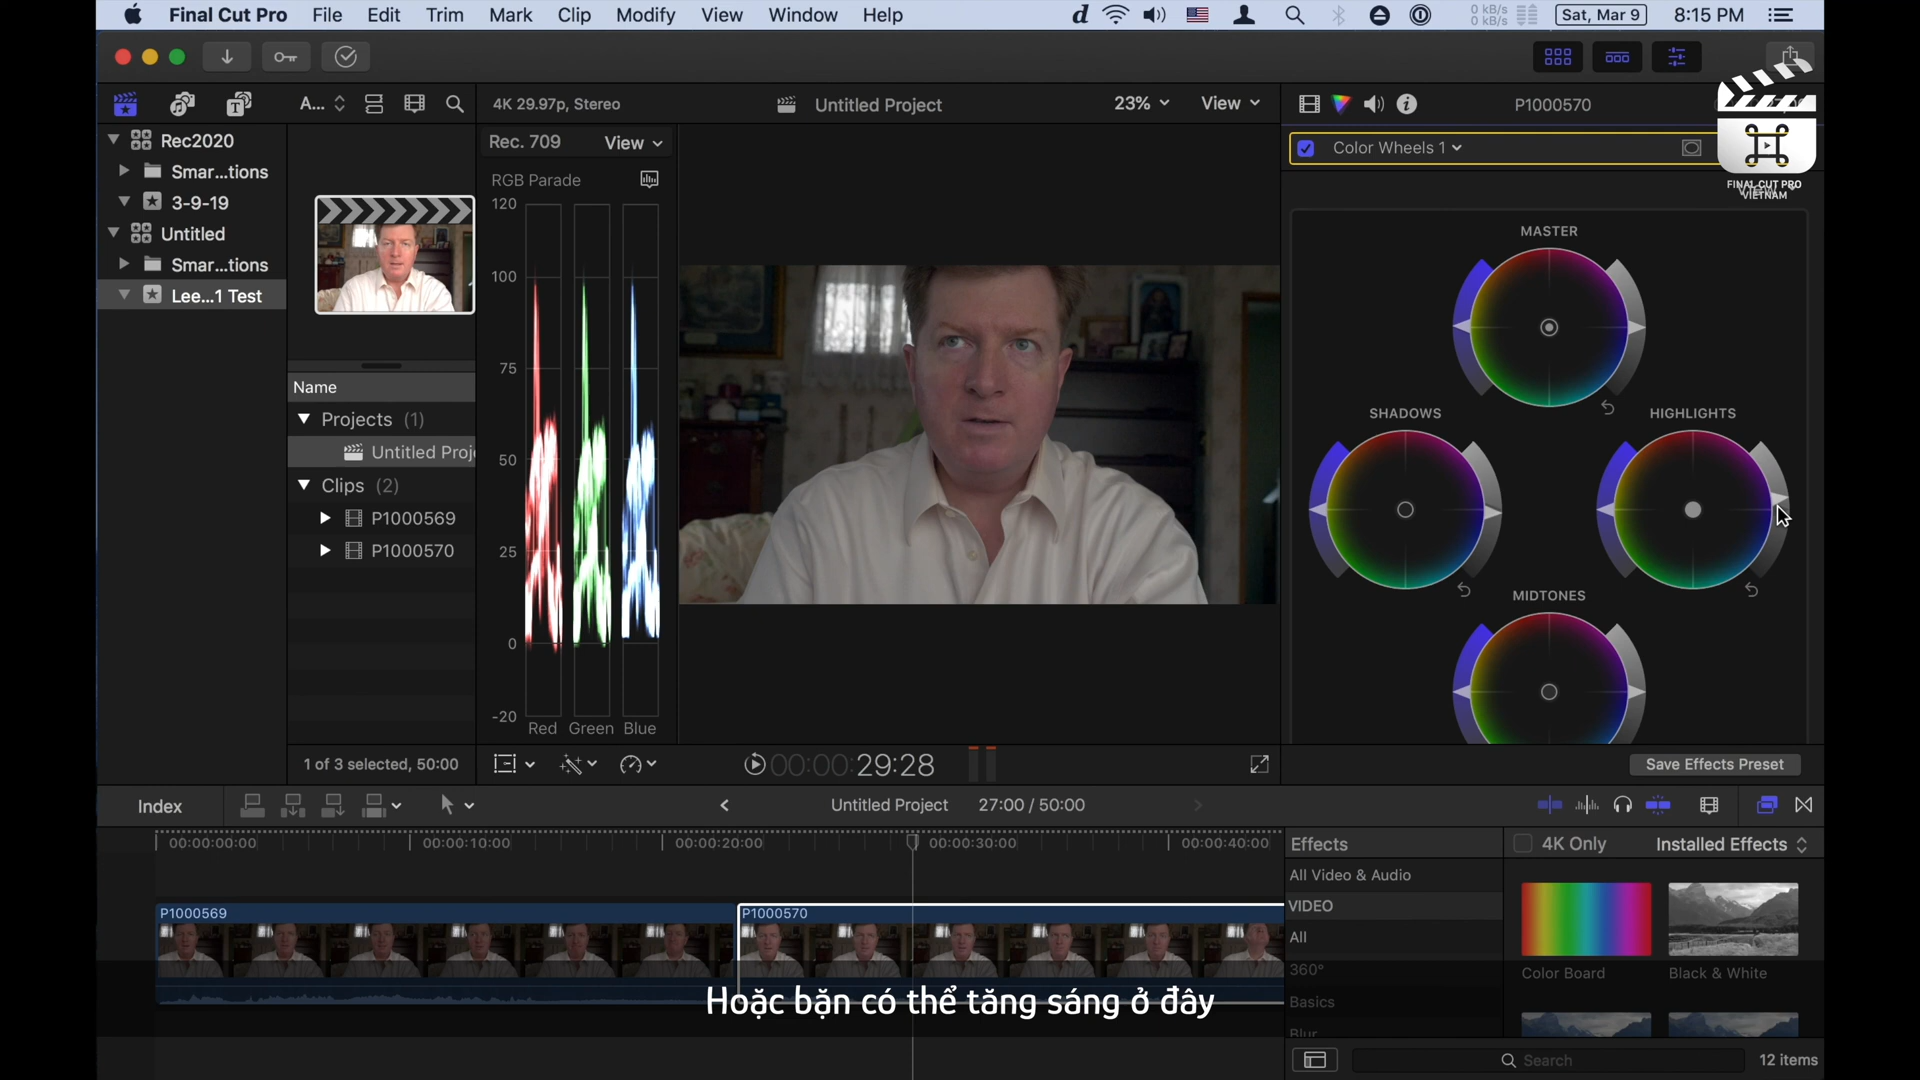 Final Cut Pro File Edit Trim Mark Clip Modify View Window Help
0 kB/s
0 kB/s
Sat, Mar 9 8:15 PM
A...
4K 29.97p, Stereo
Untitled Project
23% View
P1000570
Rec2020
Smar...tions
3-9-19
Untitled
Smar...tions
Lee...1 Test
Name
Projects (1)
Untitled Proj
Clips (2)
P1000569
P1000570
1 of 3 selected, 50:00
Rec. 709 View
RGB Parade
120
100
75
50
25
0
-20
Red Green Blue
00:00:00:29:28
Color Wheels 1
FINAL CUT PRO
VIETNAM
MASTER
SHADOWS
HIGHLIGHTS
MIDTONES
Save Effects Preset
Index
Untitled Project 27:00 / 50:00
00:00:00:00 00:00:10:00 00:00:20:00 00:00:30:00 00:00:40:00
P1000569
P1000570
Hoặc bạn có thể tăng sáng ở đây
Effects
4K Only
Installed Effects
All Video & Audio
VIDEO
All
360°
Basics
Blur
Color Board
Black & White
Search
12 items